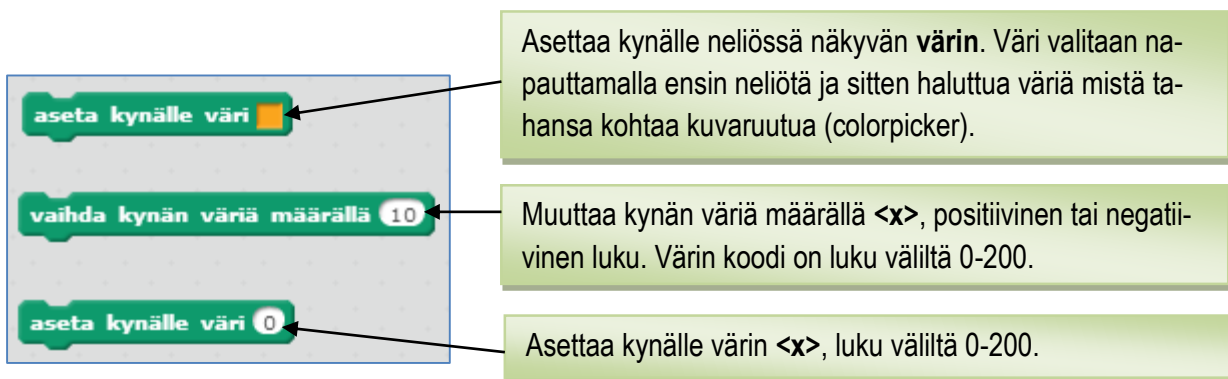 Asettaa kynälle neliössä näkyvän värin. Väri valitaan na-
pauttamalla ensin neliötä ja sitten haluttua väriä mistä ta-
hansa kohtaa kuvaruutua (colorpicker).
aseta kynälle väri
vaihda kynän väriä määrällä 10
Muuttaa kynän väriä määrällä <x>, positiivinen tai negatii-
vinen luku. Värin koodi on luku väliltä 0-200.
aseta kynälle väri 0
Asettaa kynälle värin <x>, luku väliltä 0-200.